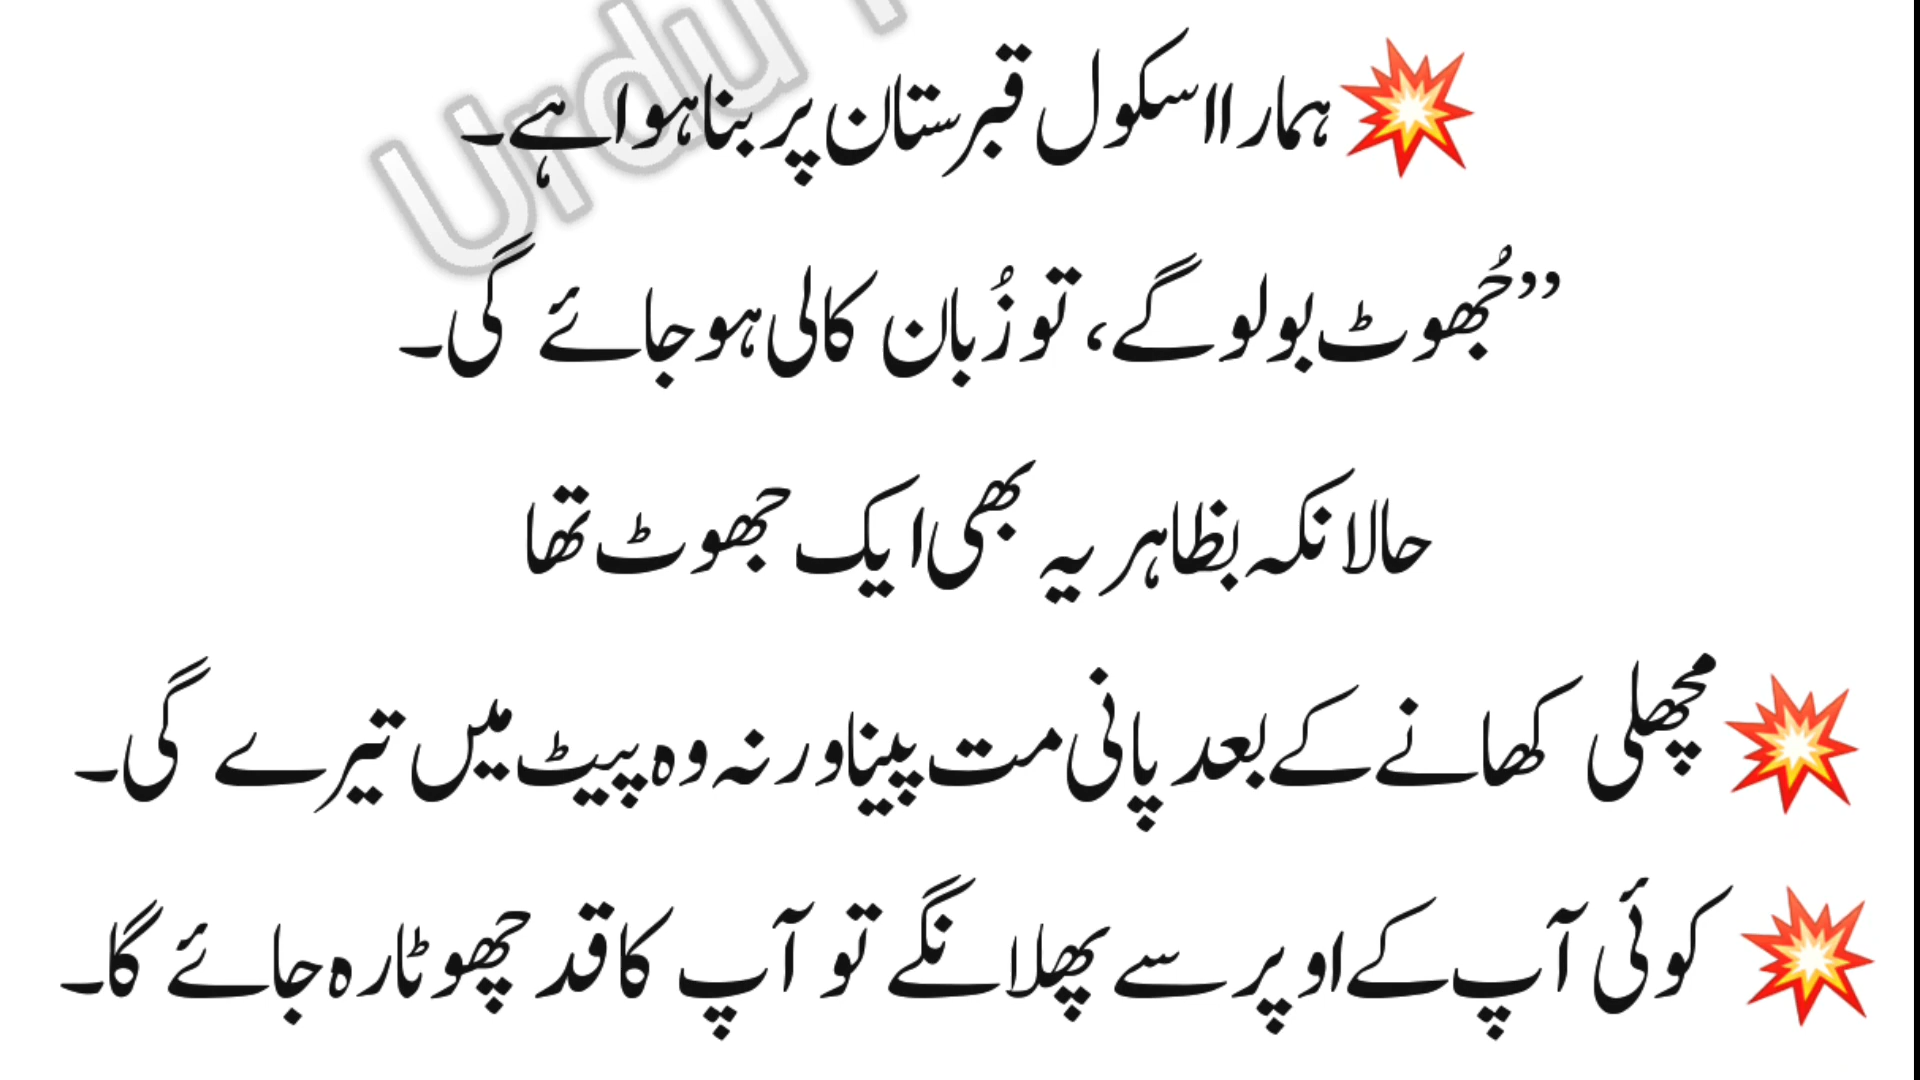 💥ہمارا اسکول قبرستان پر بنا ہوا ہے۔
”جُھوٹ بولو گے، تو زُبان کالی ہو جائے گی۔
حالانکہ بظاہر یہ بھی ایک جھوٹ تھا
💥مچھلی کھانے کے بعد پانی مت پینا ورنہ وہ پیٹ میں تیرے گی۔
💥کوئی آپ کے اوپر سے پھلانگے تو آپ کا قد چھوٹا رہ جائے گا۔
Urdu